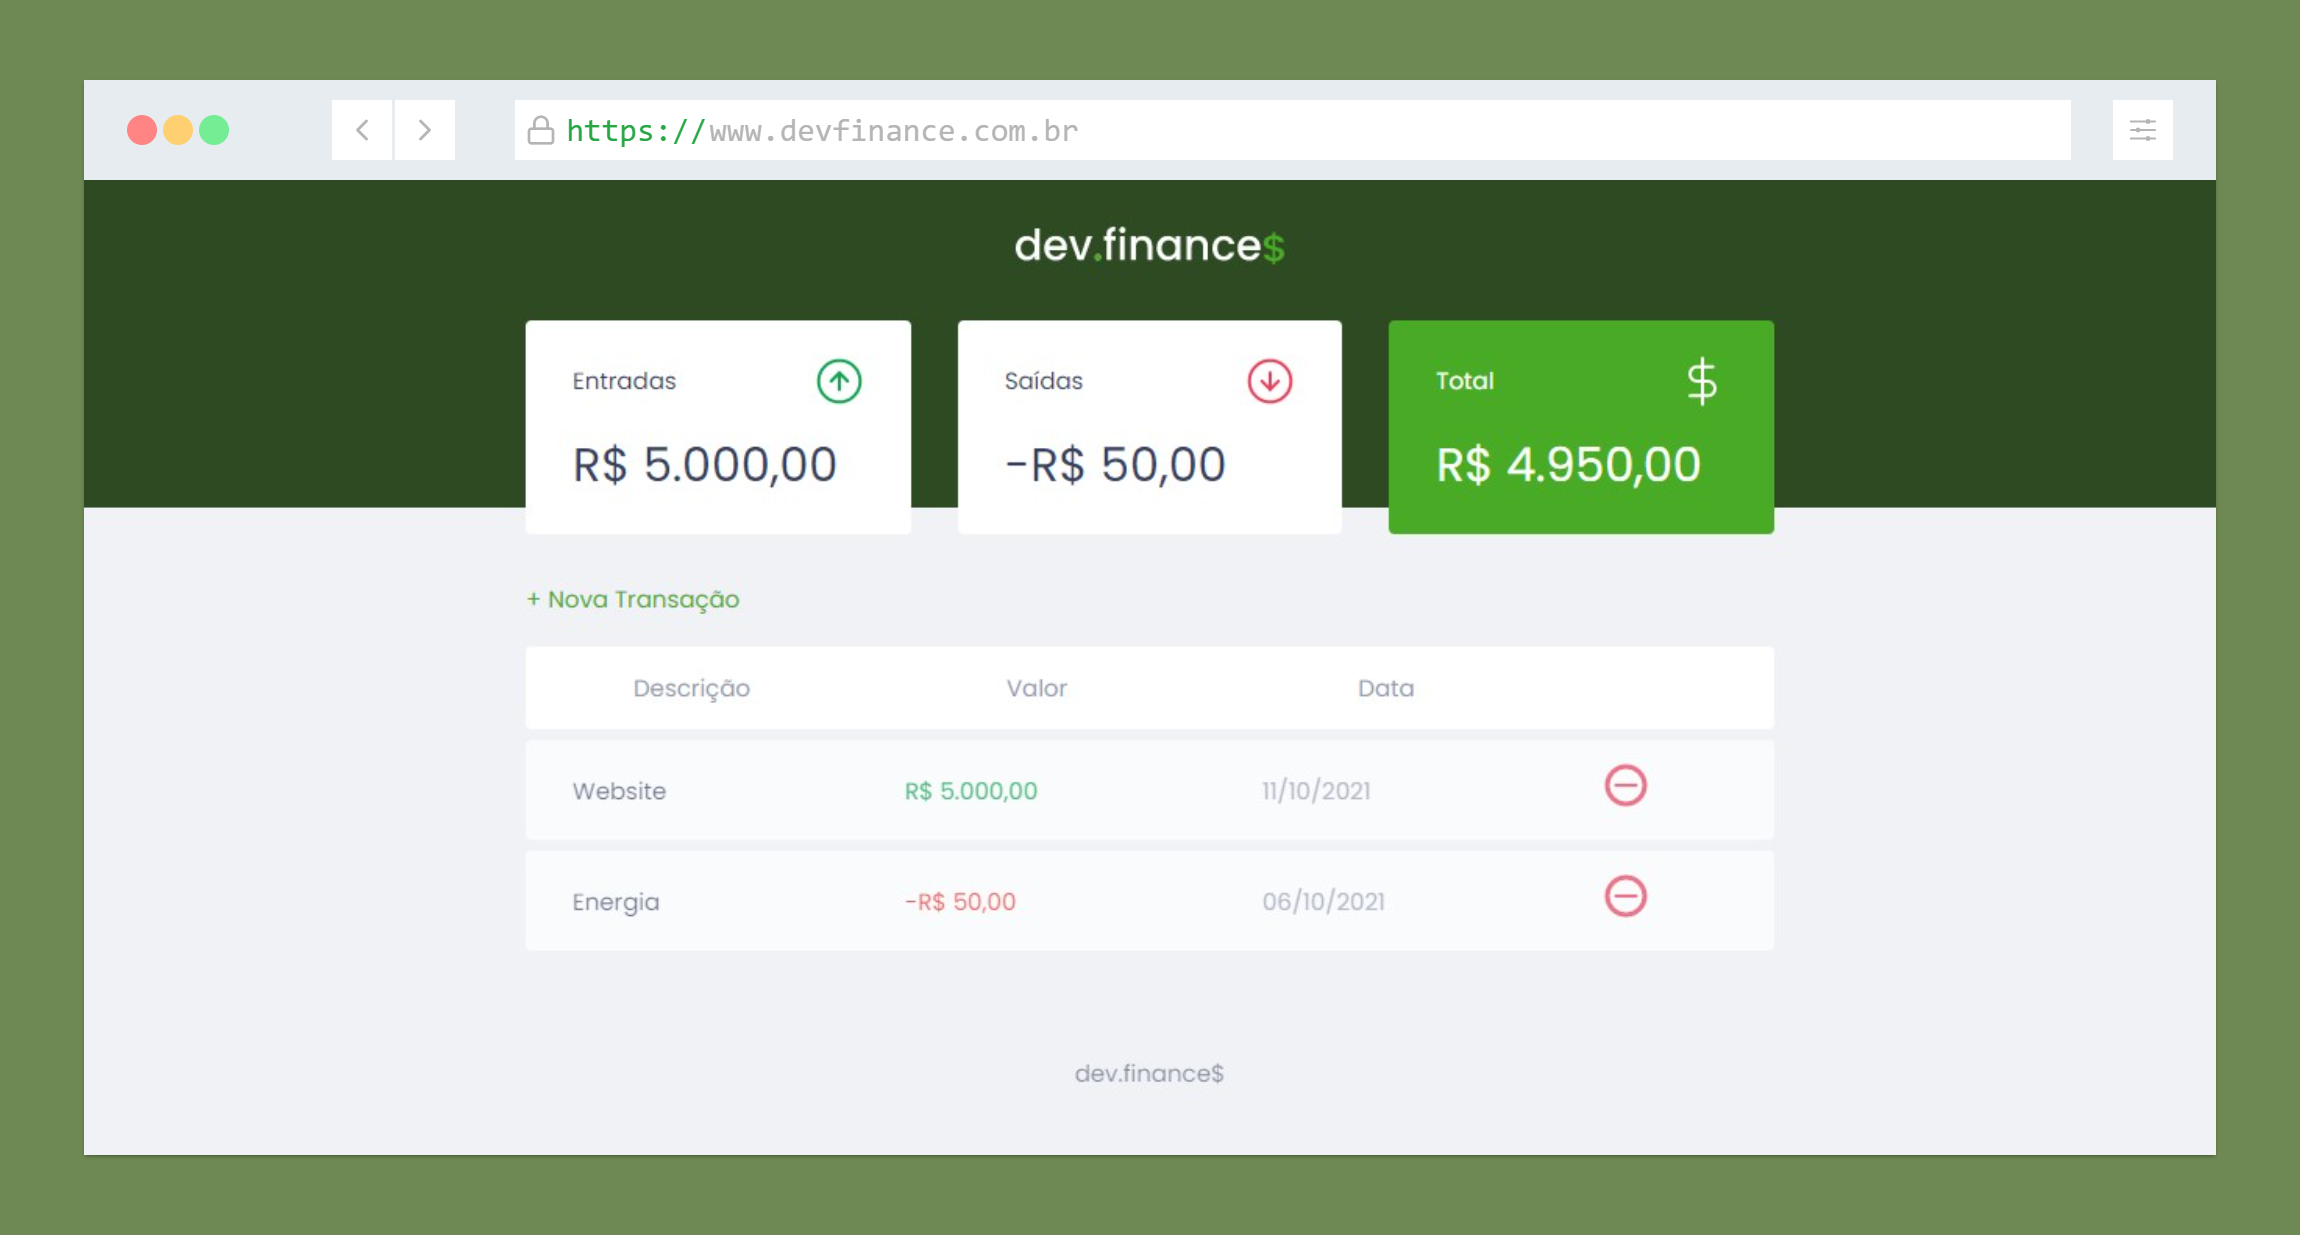 https://www.devfinance.com.br
dev.finance$
Entradas
R$ 5.000,00
Saídas
-R$ 50,00
Total
$
R$ 4.950,00
+ Nova Transação
Descrição Valor Data
Website R$ 5.000,00 11/10/2021
Energia -R$ 50,00 06/10/2021
dev.finance$